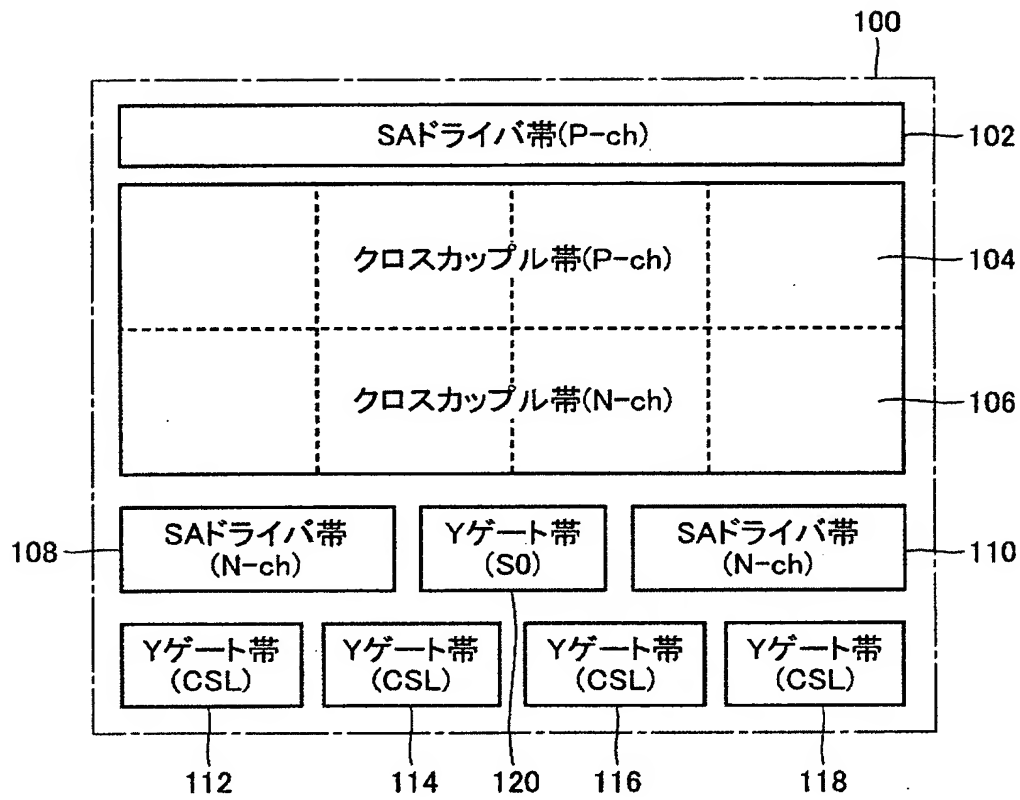 100
SAドライバ帯(P-ch)
102
クロスカップル帯(P-ch)
104
クロスカップル帯(N-ch)
106
108
SAドライバ帯
(N-ch)
Yゲート帯
(S0)
SAドライバ帯
(N-ch)
110
Yゲート帯
(CSL)
Yゲート帯
(CSL)
Yゲート帯
(CSL)
Yゲート帯
(CSL)
112
114
120
116
118